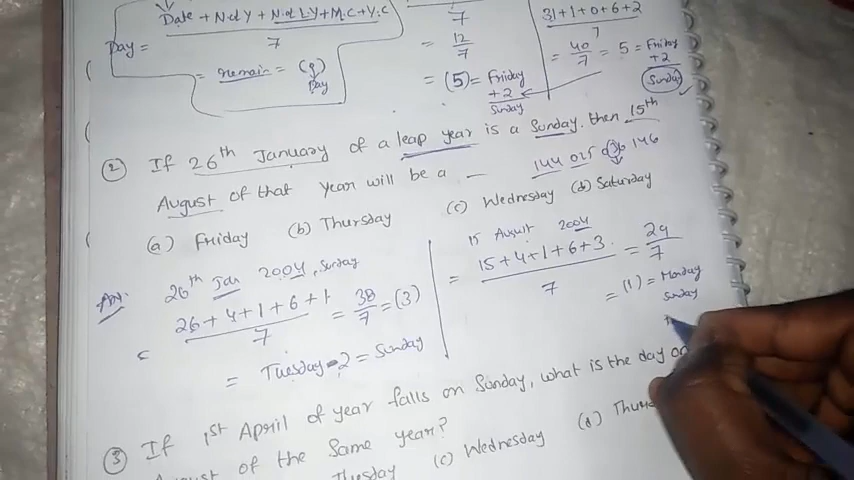 Date + N.d Y + N.d L.Y + M.C + Y.C
Day =
7
= remain = (g)
Day
7
= 12
7
= (5) = Friday
+2
Sunday
31+1+0+6+2
7
= 40
7
= 5 = Friday
+2
Sunday
(2) If 26th January of a leap year is a Sunday. then 15th
August of that year will be a —
144 025 036 146
(a) Friday (b) Thursday (c) Wednesday (d) Saturday
Ans: 26th Jan 2004, Sunday
26+4+1+6+1
7
= 38
7
= (3)
= Tuesday - 2 = Sunday
15 August 2004
= 15+4+1+6+3
7
= 29
7
= (1) = Monday
Sunday
(3) If 1st April of year falls on Sunday, what is the day on
August of the same year?
Tuesday (c) Wednesday (d)